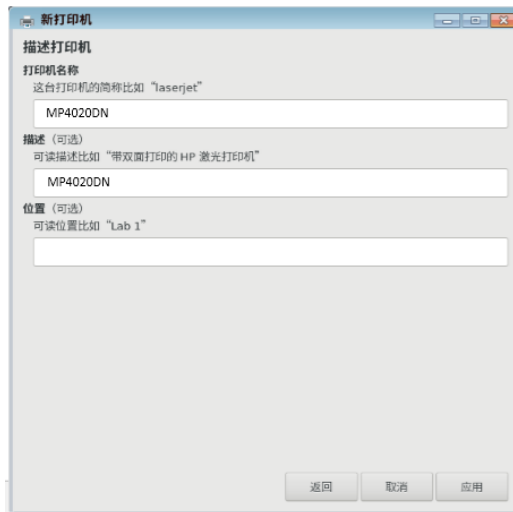 新打印机
描述打印机
打印机名称
这台打印机的简称比如“laserjet”
MP4020DN
描述（可选）
可读描述比如“带双面打印的 HP 激光打印机”
MP4020DN
位置（可选）
可读位置比如“Lab 1”
返回 取消 应用